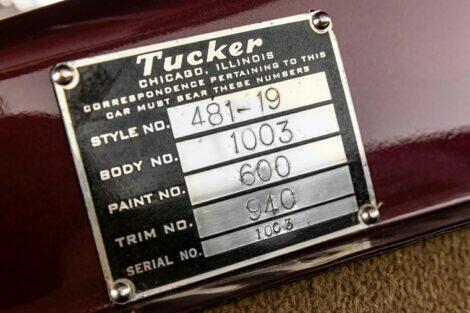 Tucker
CHICAGO, ILLINOIS
CORRESPONDENCE PERTAINING TO THIS
CAR MUST BEAR THESE NUMBERS
STYLE NO. 481-19
BODY NO. 1003
PAINT NO. 600
TRIM NO. 940
SERIAL NO. 1003